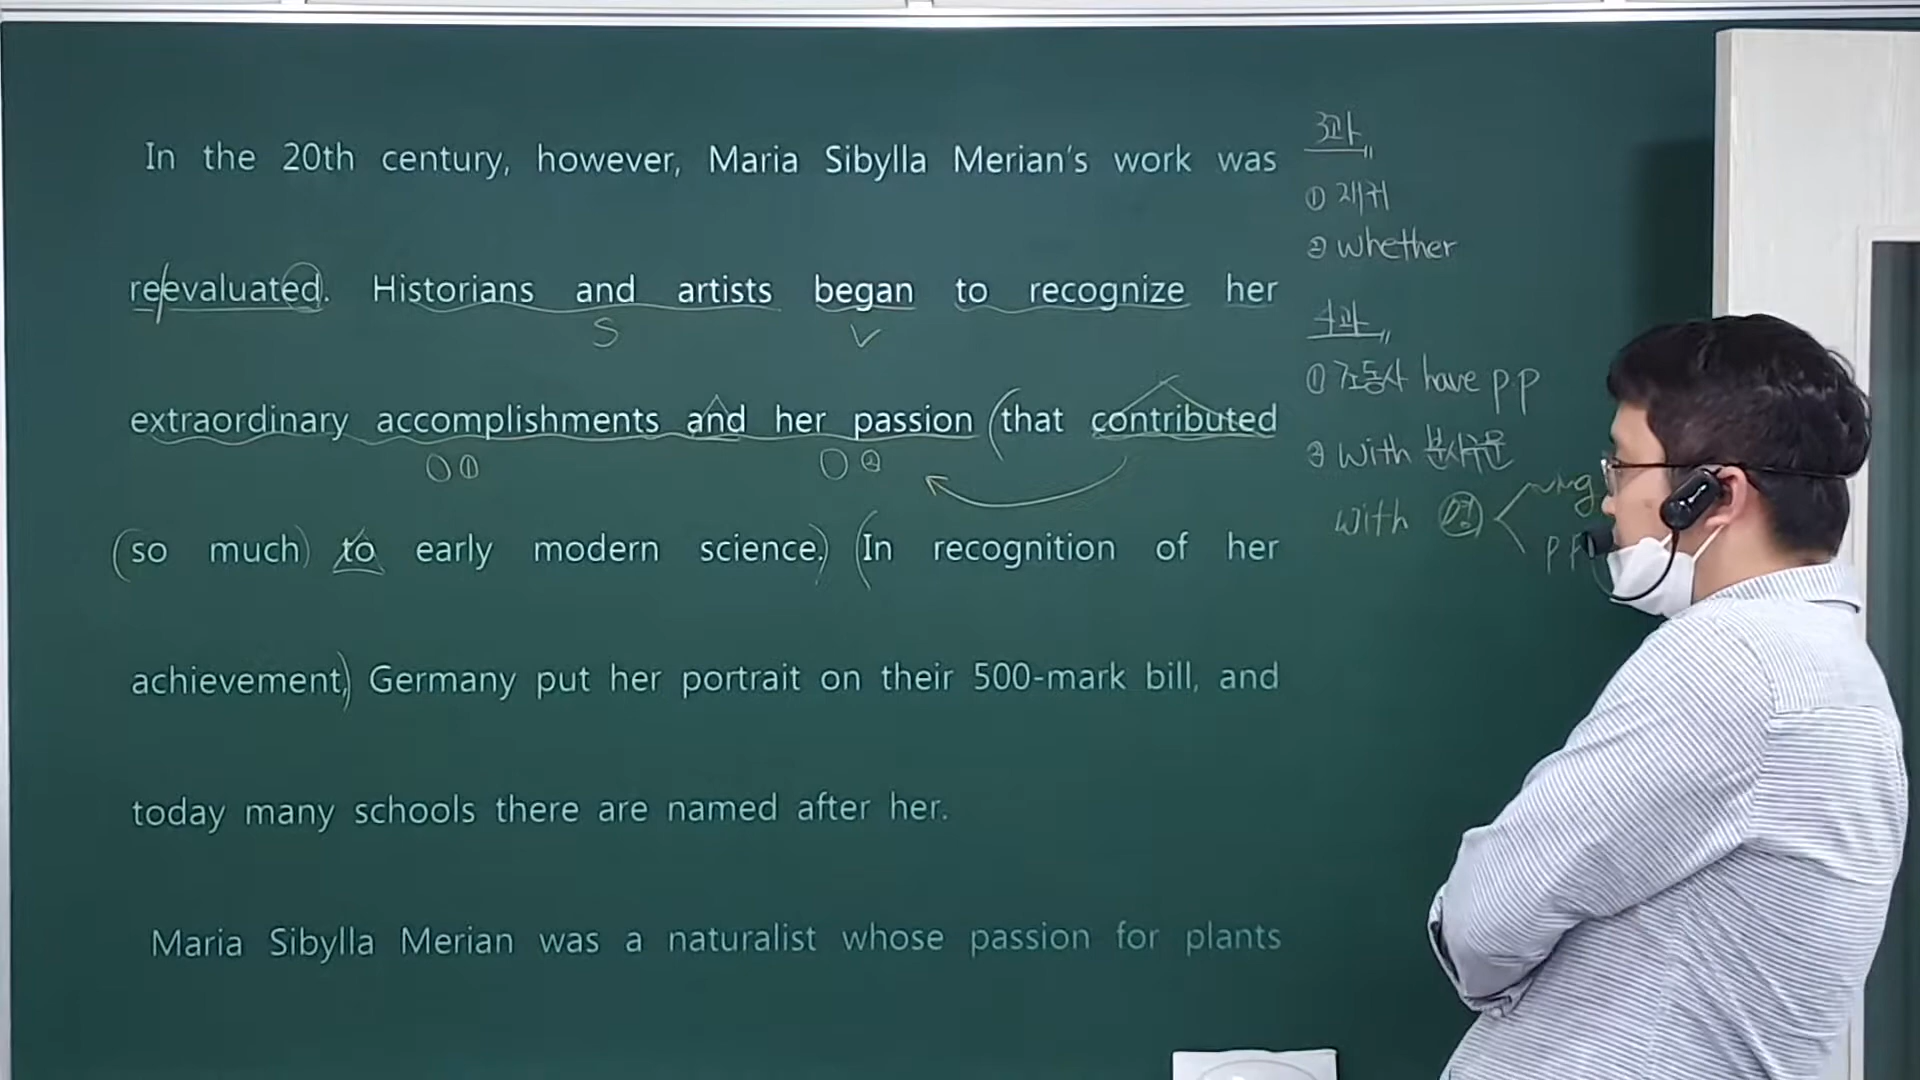 In the 20th century, however, Maria Sibylla Merian's work was
reevaluated. Historians and artists began to recognize her
S V
extraordinary accomplishments and her passion (that contributed
O① O②
(so much) to early modern science.) (In recognition of her
achievement,) Germany put her portrait on their 500-mark bill, and
today many schools there are named after her.
Maria Sibylla Merian was a naturalist whose passion for plants
3과
① 재귀
② whether
4과
① 조동사 have p.p
② with 분사구문
with ing
pp